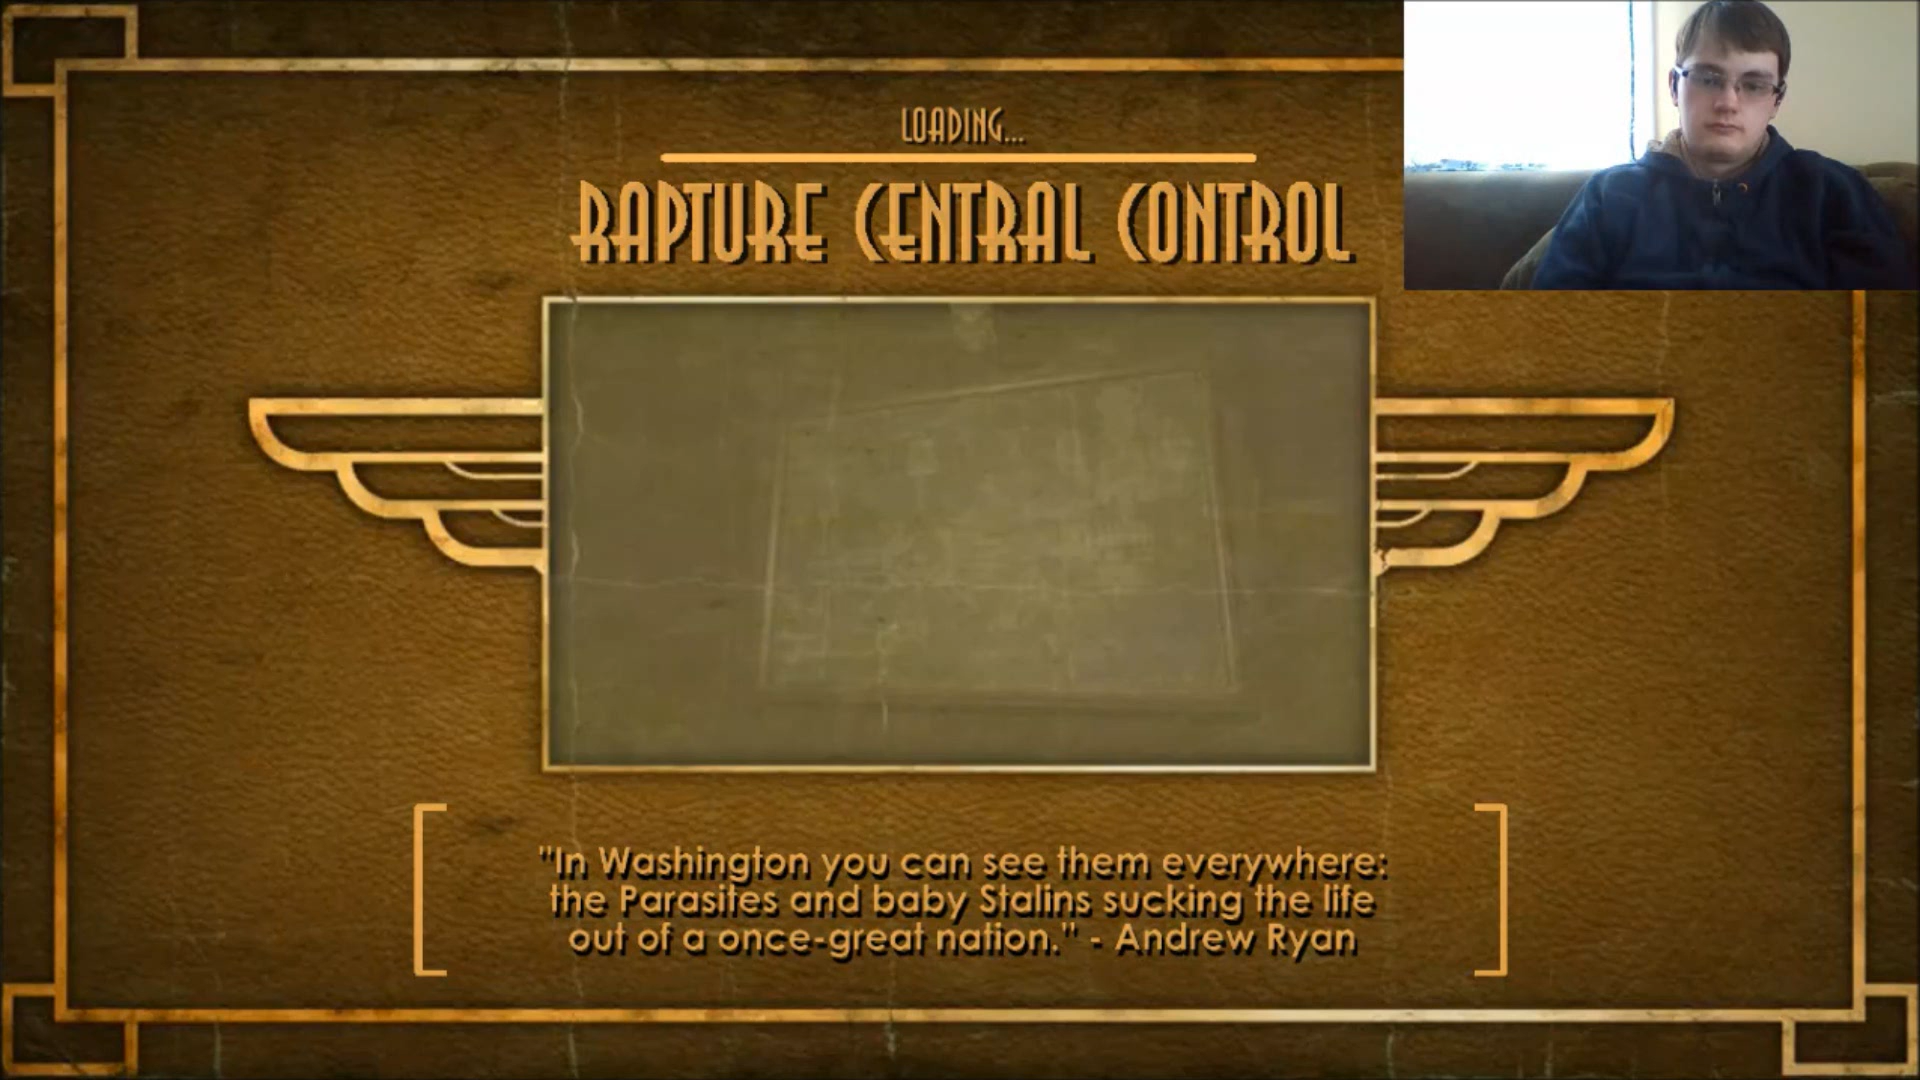 LOADING...
RAPTURE CENTRAL CONTROL
"In Washington you can see them everywhere:
the Parasites and baby Stalins sucking the life
out of a once-great nation." - Andrew Ryan